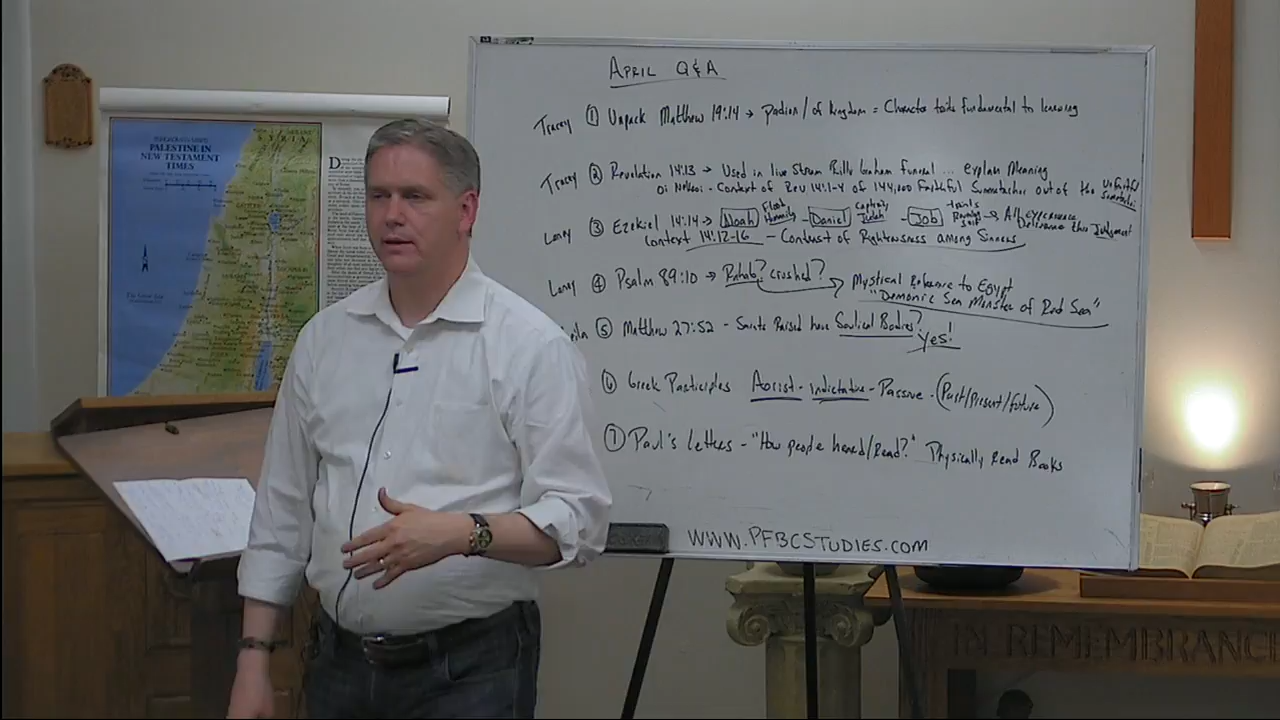 PALESTINE IN
NEW TESTAMENT
TIMES
SYRIA
APRIL Q&A
Tracey ① Unpack Matthew 19:14 → padion / of kingdom = Character traits fundamental to learning
Tracey ② Revelation 14:13 → Used in live stream Billy Graham funeral ... explain meaning
- Context of Rev 14:1-4 of 144,000 Faithful out of the unfaithful
③ Ezekiel 14:14 → Noah Flood Humanity - Daniel Captivity Judah - Job → All experience Deliverance thru Judgment
Context 14:12-16 - Contrast of Righteousness among Sinners
④ Psalm 89:10 → Rahab? crushed? → Mystical Reference to Egypt
"Demonic Sea Monster of Red Sea"
⑤ Matthew 27:52 - Saints Raised have Soulical Bodies?
Yes!
⑥ Greek Participles Aorist - Indicative - Passive - (Past/Present/Future)
⑦ Paul's Letters - "How people heard/read?" Physically Read Books
WWW.PFBCSTUDIES.COM
IN REMEMBRANCE